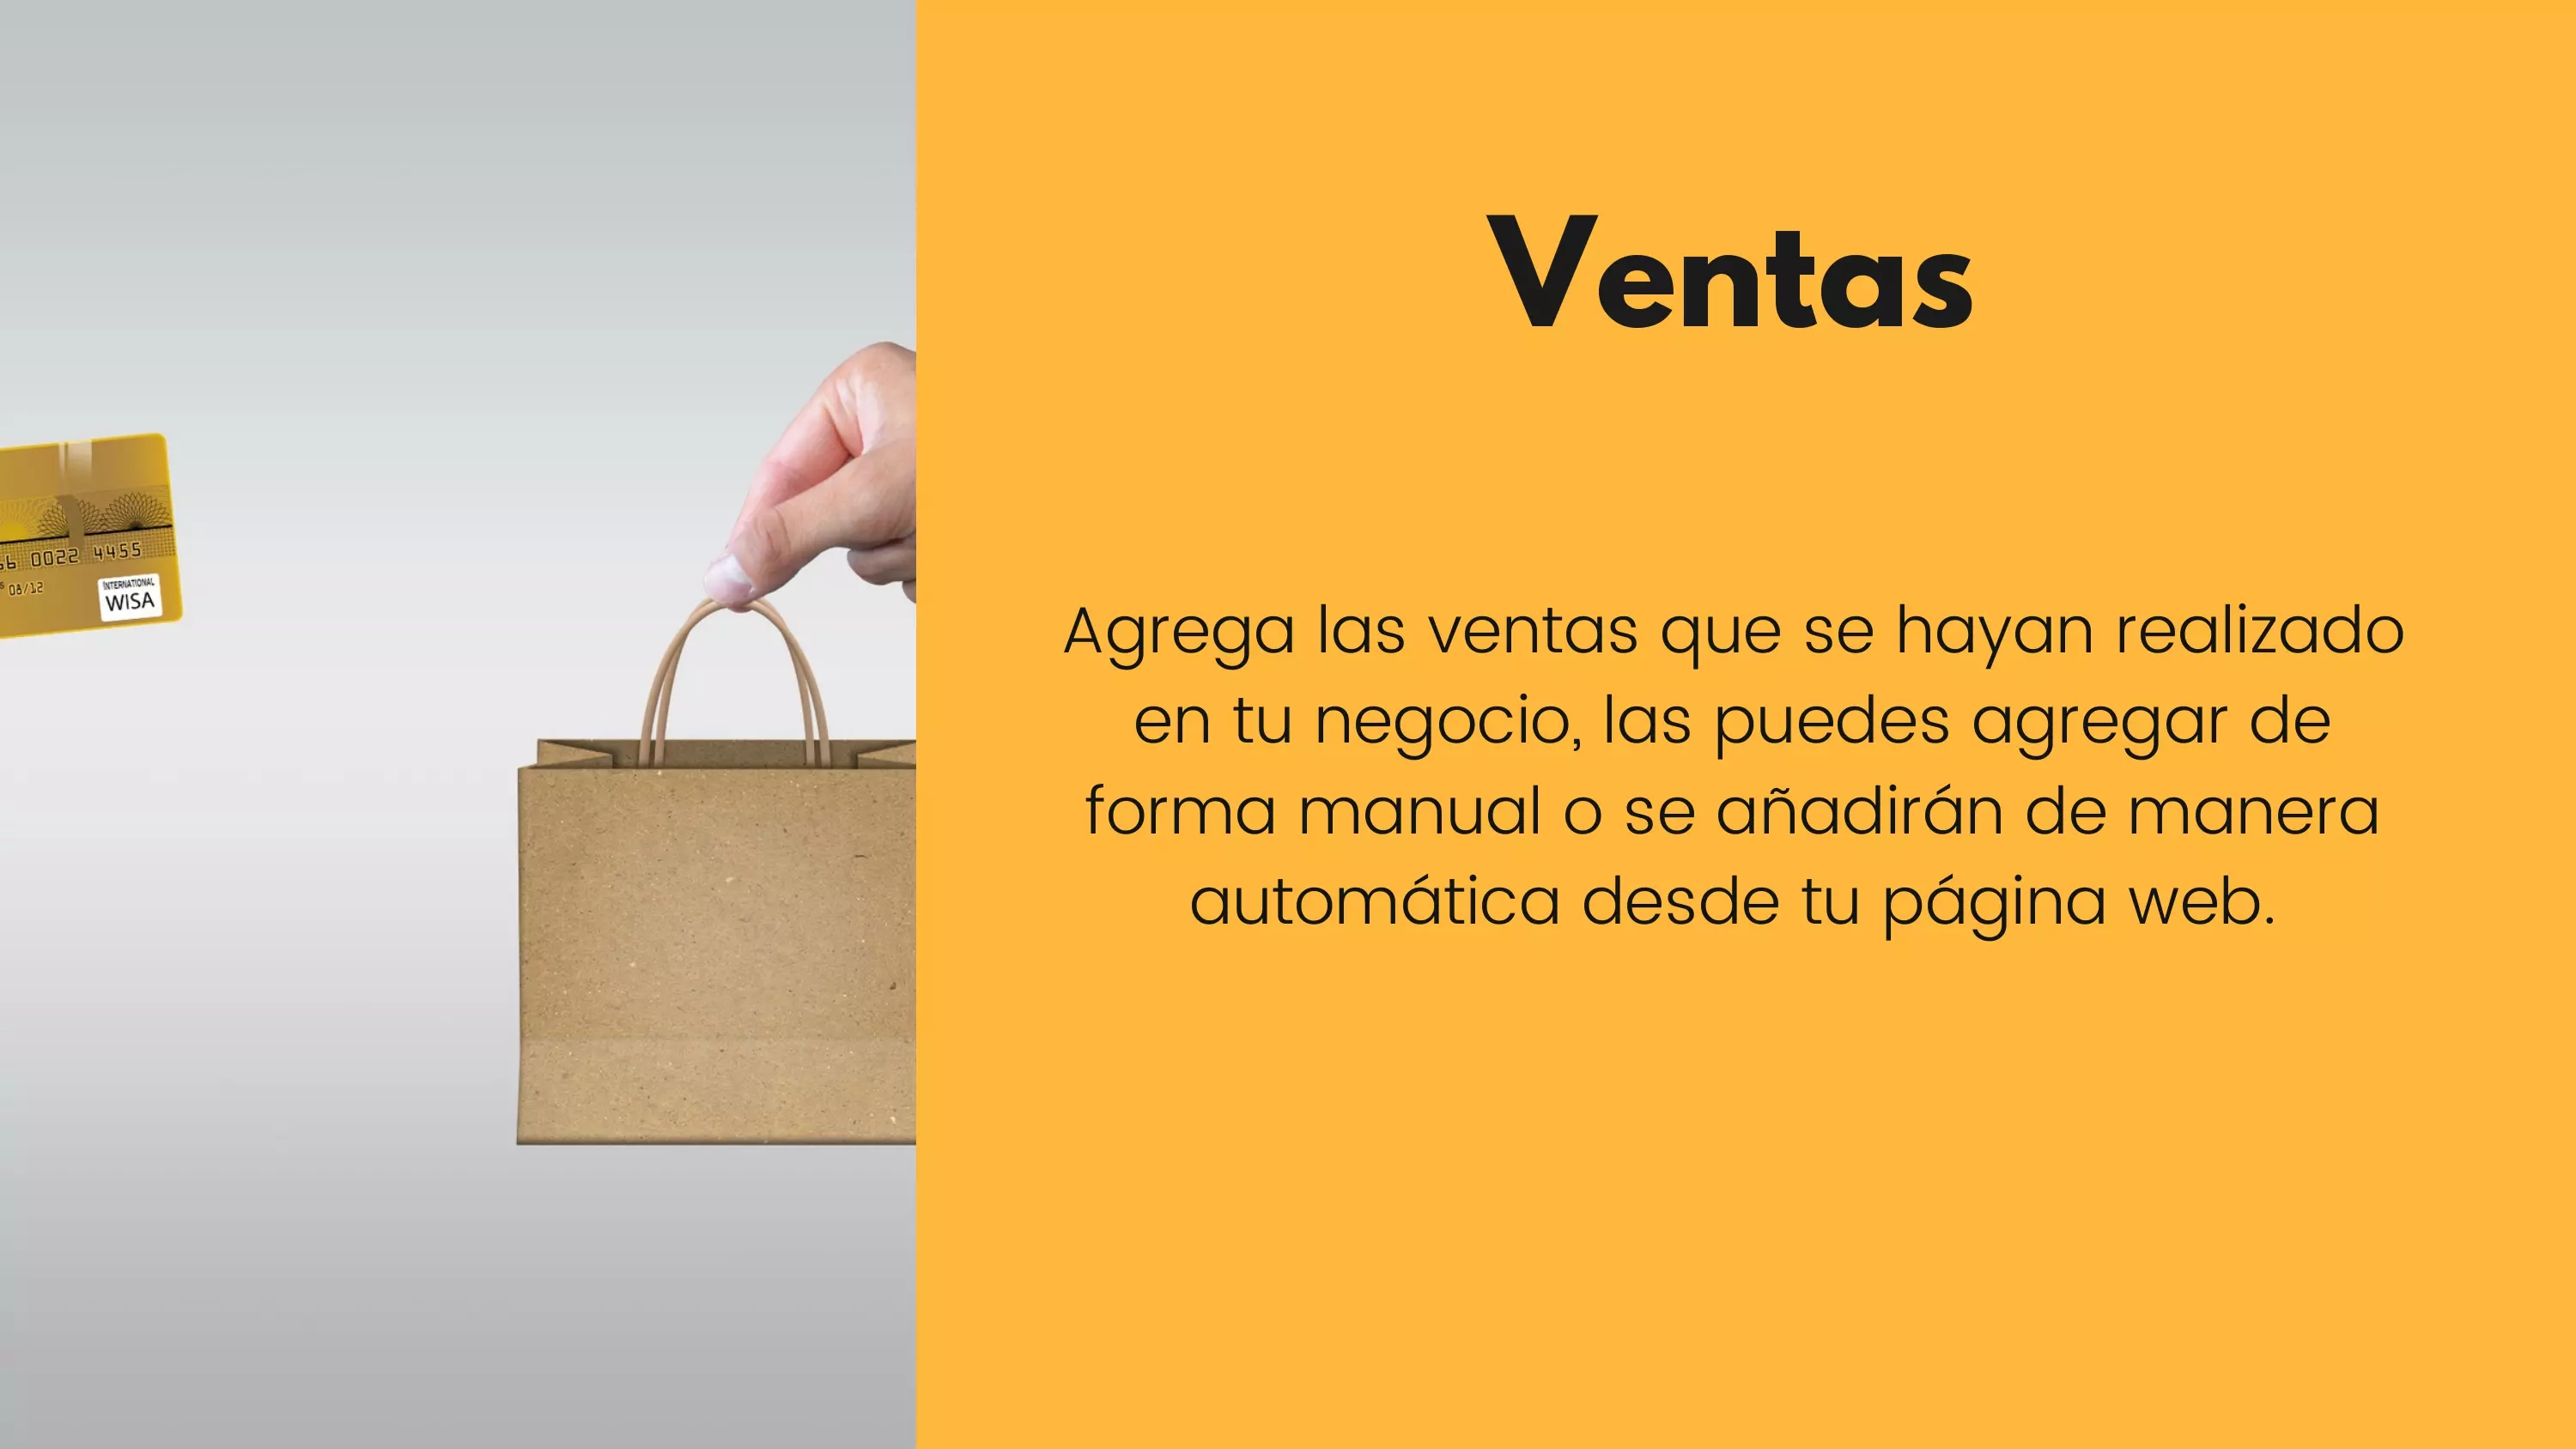 Ventas
Agrega las ventas que se hayan realizado
en tu negocio, las puedes agregar de
forma manual o se añadirán de manera
automática desde tu página web.
0022 4455
08/12
INTERNATIONAL
WISA